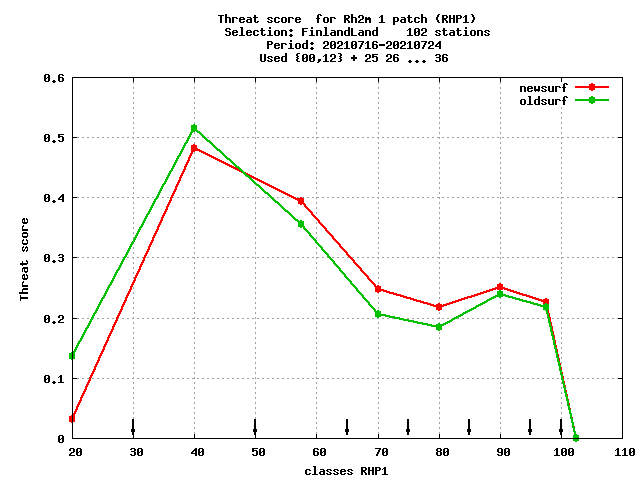 Threat score  for Rh2m 1 patch (RHP1)
Selection: FinlandLand    102 stations
Period: 20210716-20210724
Used {00,12} + 25 26 ... 36
newsurf
oldsurf
Threat score
0.6
0.5
0.4
0.3
0.2
0.1
0
20 30 40 50 60 70 80 90 100 110
classes RHP1